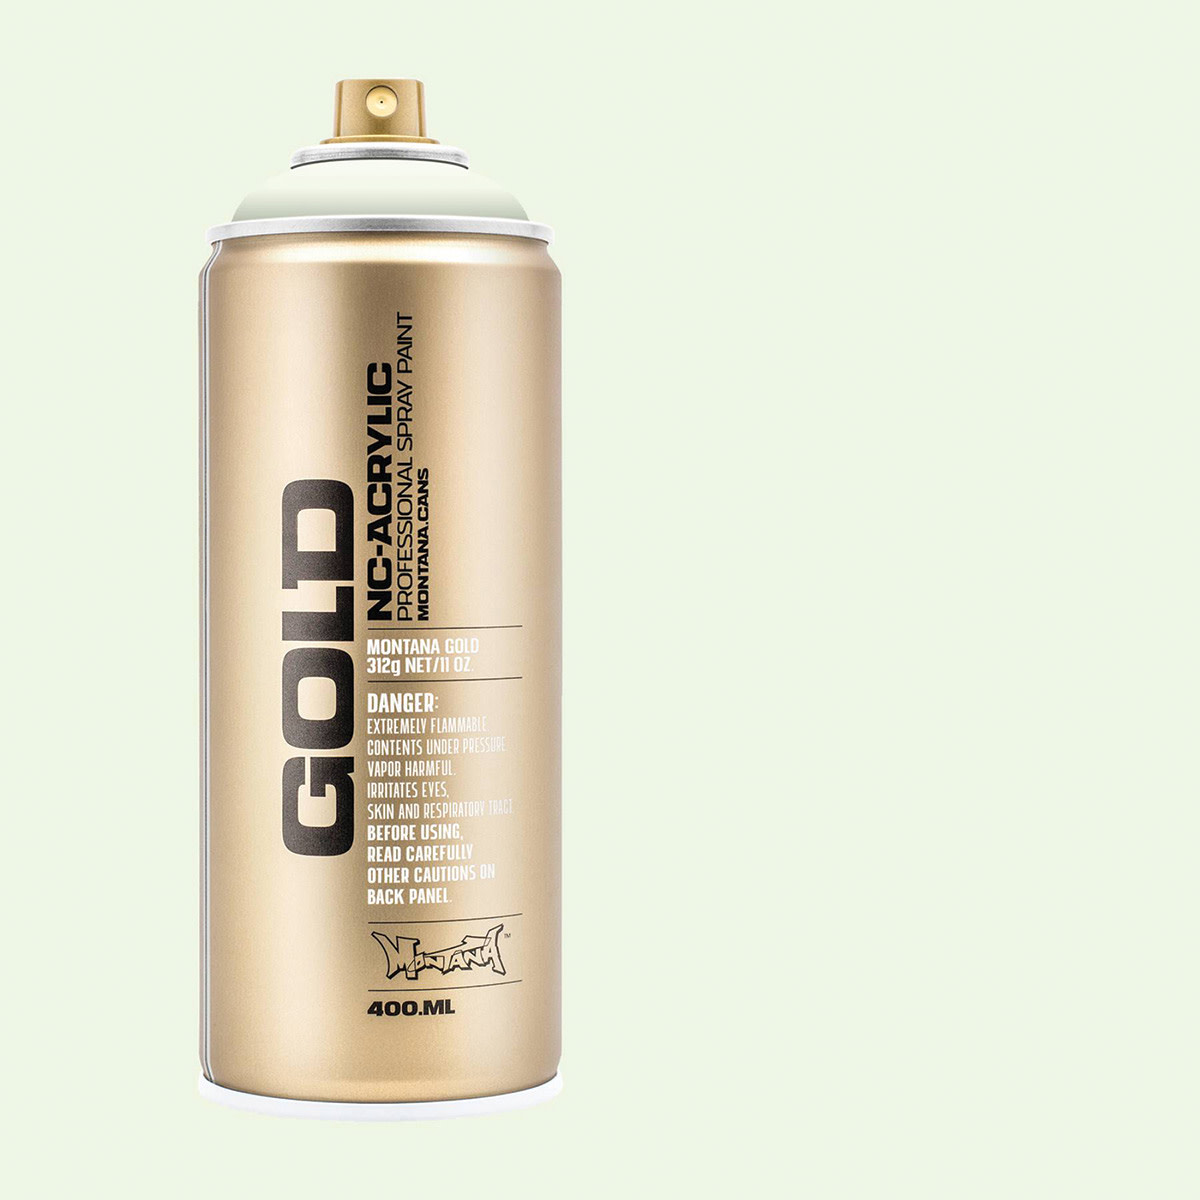 GOLD
NC-ACRYLIC
PROFESSIONAL SPRAY PAINT
MONTANA.CANS
MONTANA GOLD
312g NET/11 OZ.
DANGER:
EXTREMELY FLAMMABLE
CONTENTS UNDER PRESSURE.
VAPOR HARMFUL.
IRRITATES EYES,
SKIN AND RESPIRATORY TRACT.
BEFORE USING,
READ CAREFULLY
OTHER CAUTIONS ON
BACK PANEL.
MONTANA™
400.ML